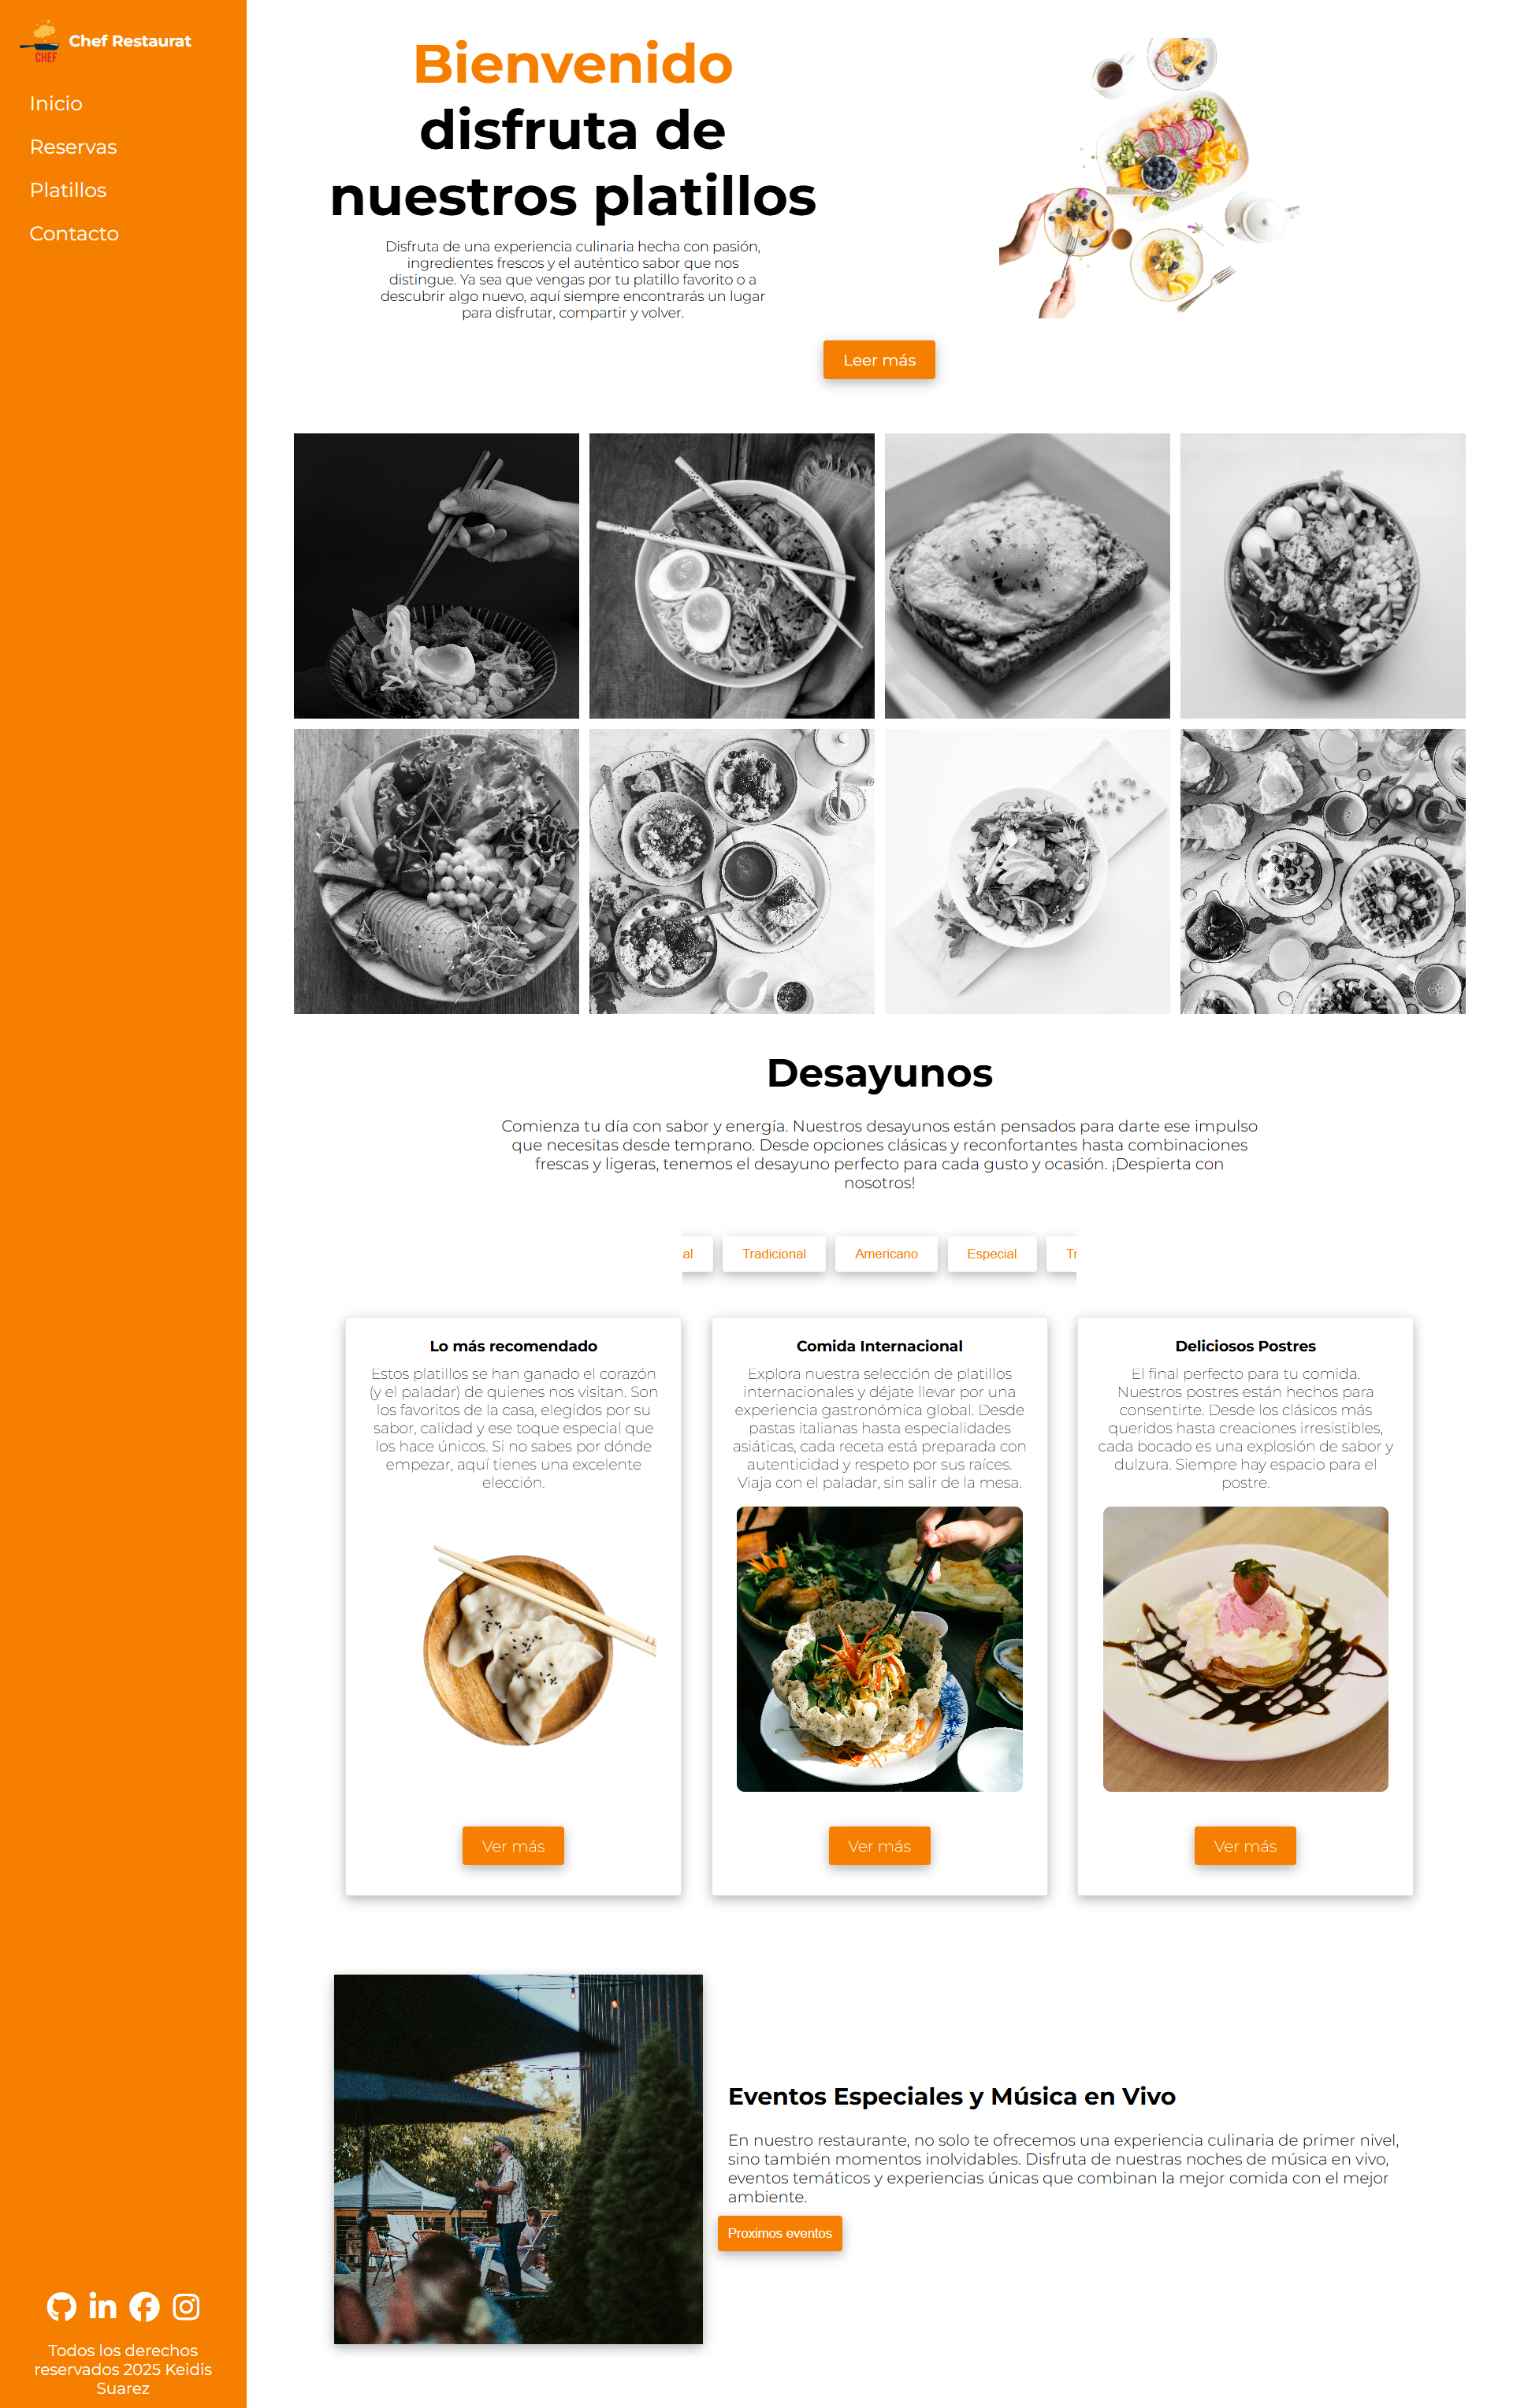 CHEF
Chef Restaurat
Inicio
Reservas
Platillos
Contacto
Bienvenido
disfruta de
nuestros platillos
Disfruta de una experiencia culinaria hecha con pasión,
ingredientes frescos y el auténtico sabor que nos
distingue. Ya sea que vengas por tu platillo favorito o a
descubrir algo nuevo, aquí siempre encontrarás un lugar
para disfrutar, compartir y volver.
Leer más
Desayunos
Comienza tu día con sabor y energía. Nuestros desayunos están pensados para darte ese impulso
que necesitas desde temprano. Desde opciones clásicas y reconfortantes hasta combinaciones
frescas y ligeras, tenemos el desayuno perfecto para cada gusto y ocasión. ¡Despierta con
nosotros!
al Tradicional Americano Especial Tr
Lo más recomendado
Estos platillos se han ganado el corazón
(y el paladar) de quienes nos visitan. Son
los favoritos de la casa, elegidos por su
sabor, calidad y ese toque especial que
los hace únicos. Si no sabes por dónde
empezar, aquí tienes una excelente
elección.
Ver más
Comida Internacional
Explora nuestra selección de platillos
internacionales y déjate llevar por una
experiencia gastronómica global. Desde
pastas italianas hasta especialidades
asiáticas, cada receta está preparada con
autenticidad y respeto por sus raíces.
Viaja con el paladar, sin salir de la mesa.
Ver más
Deliciosos Postres
El final perfecto para tu comida.
Nuestros postres están hechos para
consentirte. Desde los clásicos más
queridos hasta creaciones irresistibles,
cada bocado es una explosión de sabor y
dulzura. Siempre hay espacio para el
postre.
Ver más
Eventos Especiales y Música en Vivo
En nuestro restaurante, no solo te ofrecemos una experiencia culinaria de primer nivel,
sino también momentos inolvidables. Disfruta de nuestras noches de música en vivo,
eventos temáticos y experiencias únicas que combinan la mejor comida con el mejor
ambiente.
Proximos eventos
Todos los derechos
reservados 2025 Keidis
Suarez